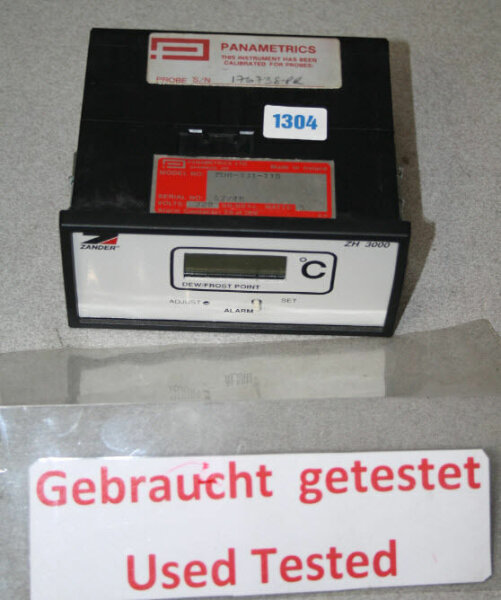 PANAMETRICS
THIS INSTRUMENT HAS BEEN
CALIBRATED FOR PROBES:
PROBE S/N
1304
PANAMETRICS
MODEL NO:
SERIAL NO:
VOLTS
ZANDER
ZH 3000
°C
DEW/FROST POINT
ADJUST SET
ALARM
Gebraucht getestet
Used Tested